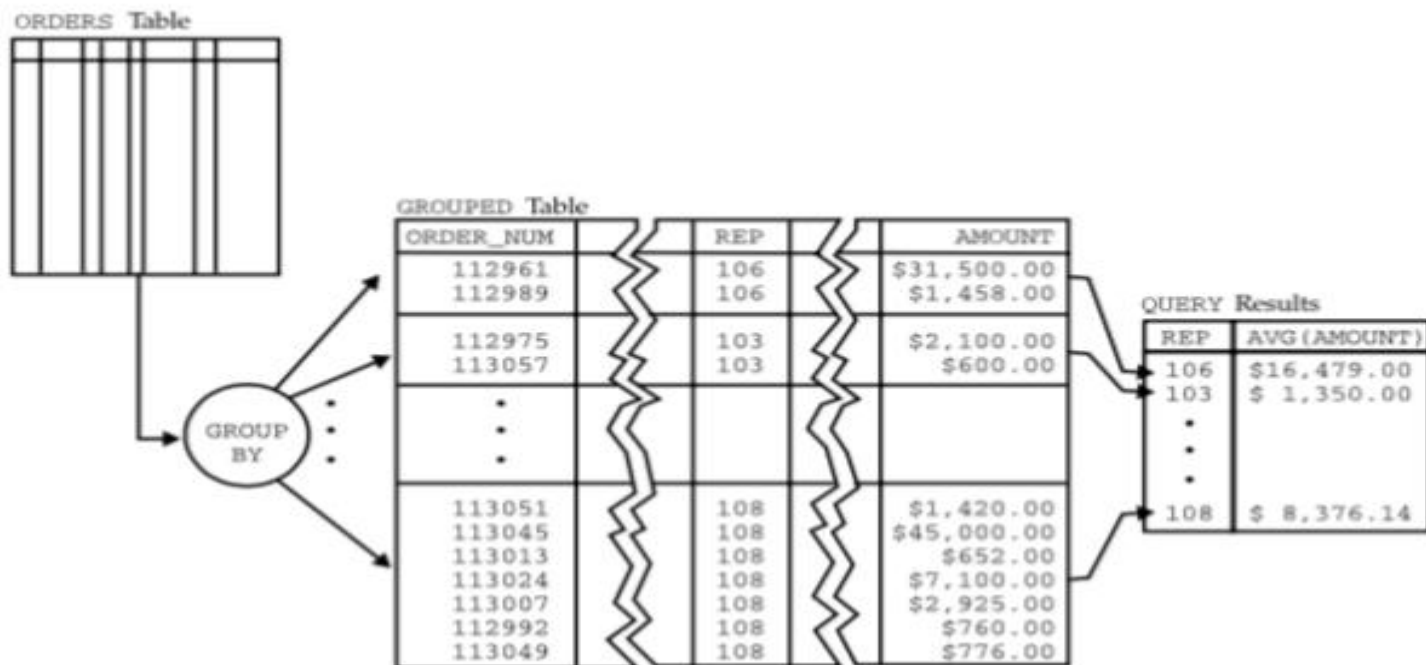 ORDERS Table
GROUPED Table
ORDER_NUM REP AMOUNT
112961 106 $31,500.00
112989 106 $1,458.00
112975 103 $2,100.00
113057 103 $600.00
113051 108 $1,420.00
113045 108 $45,000.00
113013 108 $652.00
113024 108 $7,100.00
113007 108 $2,925.00
112992 108 $760.00
113049 108 $776.00
GROUP
BY
QUERY Results
REP AVG(AMOUNT)
106 $16,479.00
103 $ 1,350.00
108 $ 8,376.14